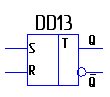 DD13
S T Q
R Q̅